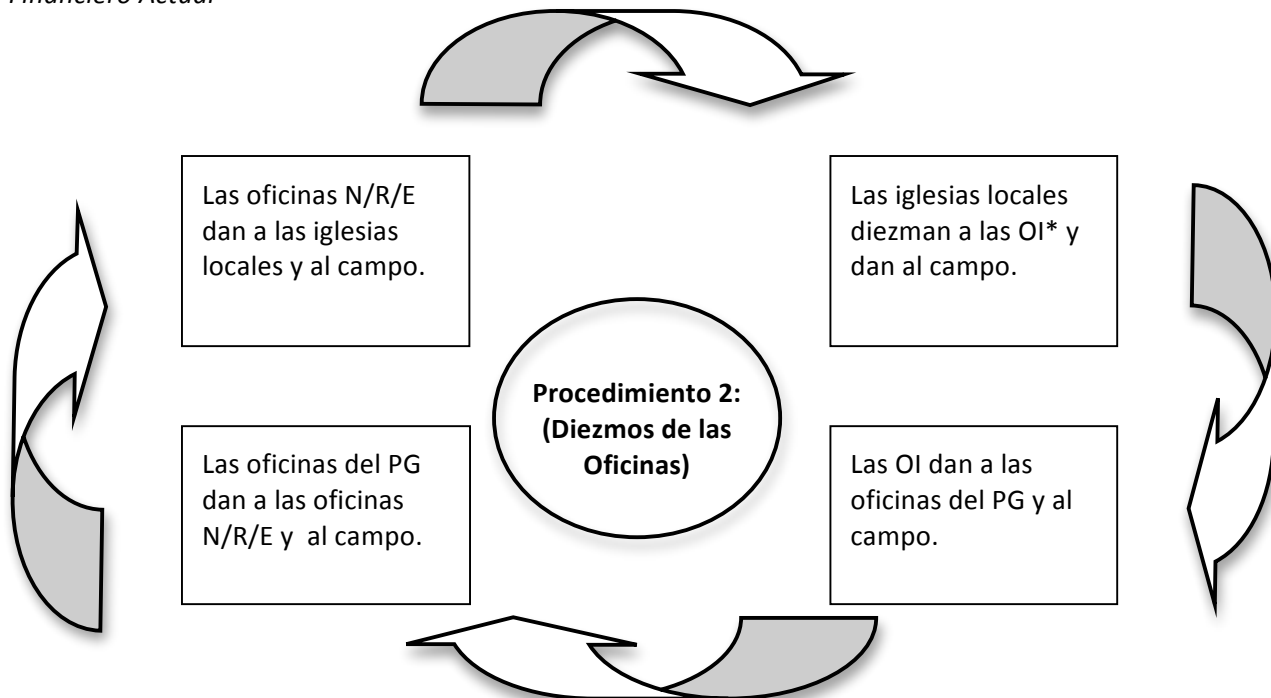 Financiero Actual
Las oficinas N/R/E
dan a las iglesias
locales y al campo.
Las iglesias locales
diezman a las OI* y
dan al campo.
Procedimiento 2:
(Diezmos de las
Oficinas)
Las oficinas del PG
dan a las oficinas
N/R/E y al campo.
Las OI dan a las
oficinas del PG y al
campo.